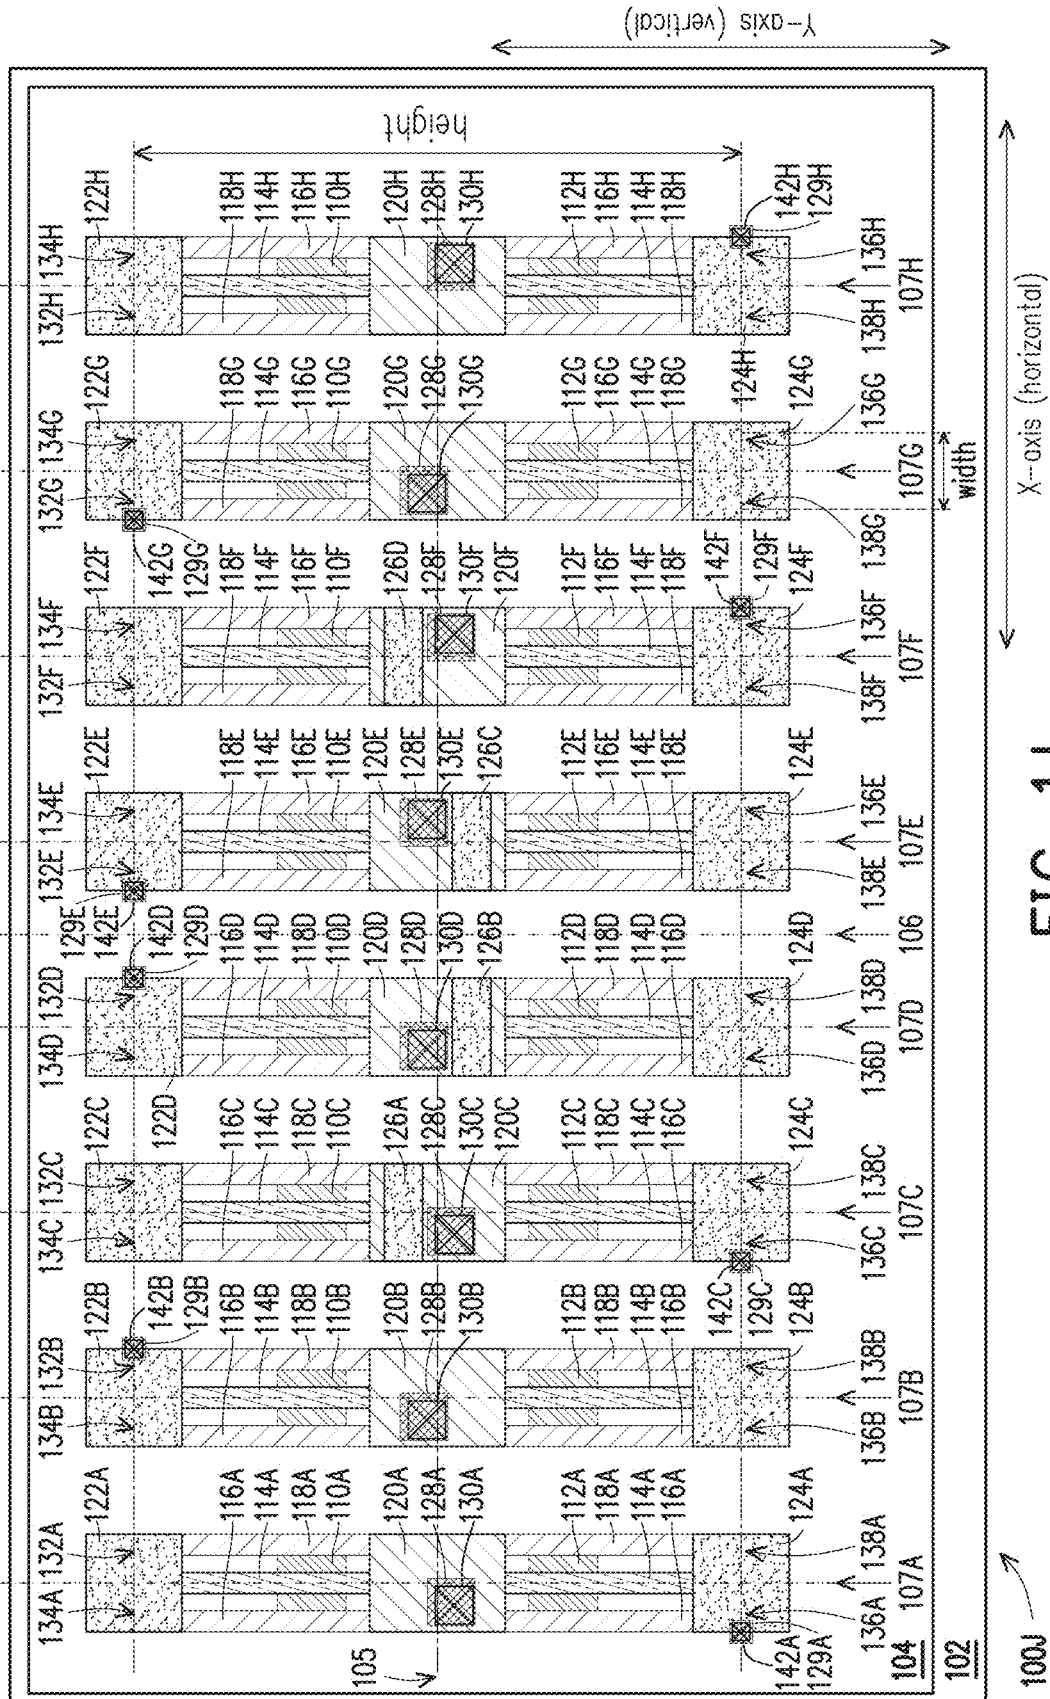 134A 132A 134B 132B 134C 132C 134D 132D 132E 134E 132F 134F 132G 134G 132H 134H
129E
122A 122B 122C 142E 122E 122F 122G 122H
142B 122D 142D 142G
129B 129D 129G
116A 116B 116C 116D 118E 118F 118G 118H
114A 114B 114C 114D 114E 114F 114G 114H
118A 118B 118C 118D 116E 116F 116G 116H
110A 110B 110C 110D 110E 110F 110G 110H
105
120A 120B 126A 120D 120E 126D 120G 120H
height
128A 128B 128C 128D 128E 128F 128G 128H
130A 130B 130C 130D 130E 130F 130G 130H
120C 126B 126C 120F
112A 112B 112C 112D 112E 112F 112G 112H
118A 118B 118C 118D 116E 116F 116G 116H
114A 114B 114C 114D 114E 114F 114G 114H
116A 116B 116C 116D 118E 118F 118G 118H
142C 142F
129C 129F 124H
142A 142H
124A 124B 124C 124D 124E 124F 124G
129A 129H
136A 138A 136B 138B 136C 138C 136D 138D 138E 136E 138F 136F 138G 136G 138H 136H
107A 107B 107C 107D 106 107E 107F 107G 107H
104
width
102
Y-axis (vertical)
X-axis (horizontal)
100J